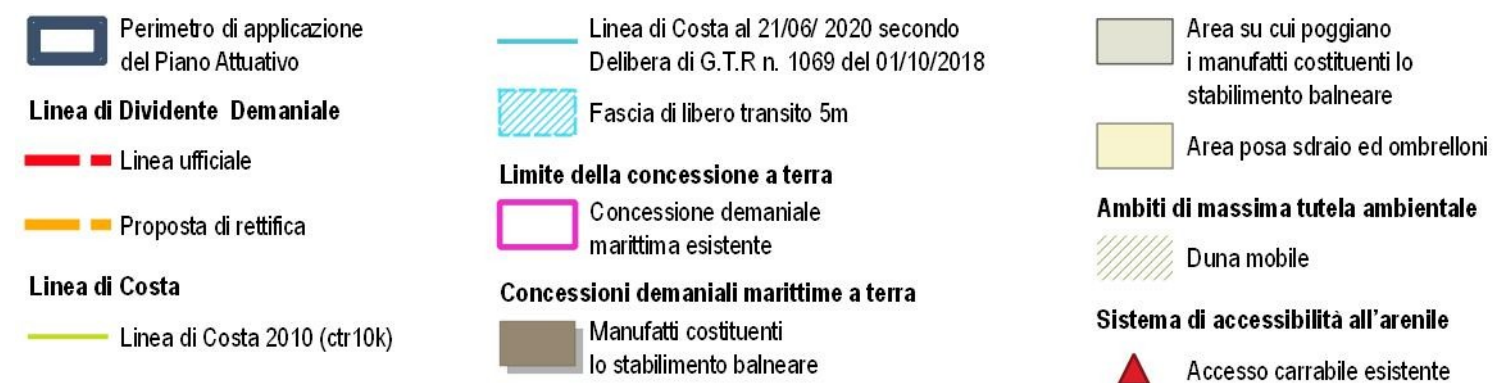 Perimetro di applicazione
del Piano Attuativo
Linea di Dividente Demaniale
Linea ufficiale
Proposta di rettifica
Linea di Costa
Linea di Costa 2010 (ctr10k)
Linea di Costa al 21/06/ 2020 secondo
Delibera di G.T.R n. 1069 del 01/10/2018
Fascia di libero transito 5m
Limite della concessione a terra
Concessione demaniale
marittima esistente
Concessioni demaniali marittime a terra
Manufatti costituenti
lo stabilimento balneare
Area su cui poggiano
i manufatti costituenti lo
stabilimento balneare
Area posa sdraio ed ombrelloni
Ambiti di massima tutela ambientale
Duna mobile
Sistema di accessibilità all'arenile
Accesso carrabile esistente